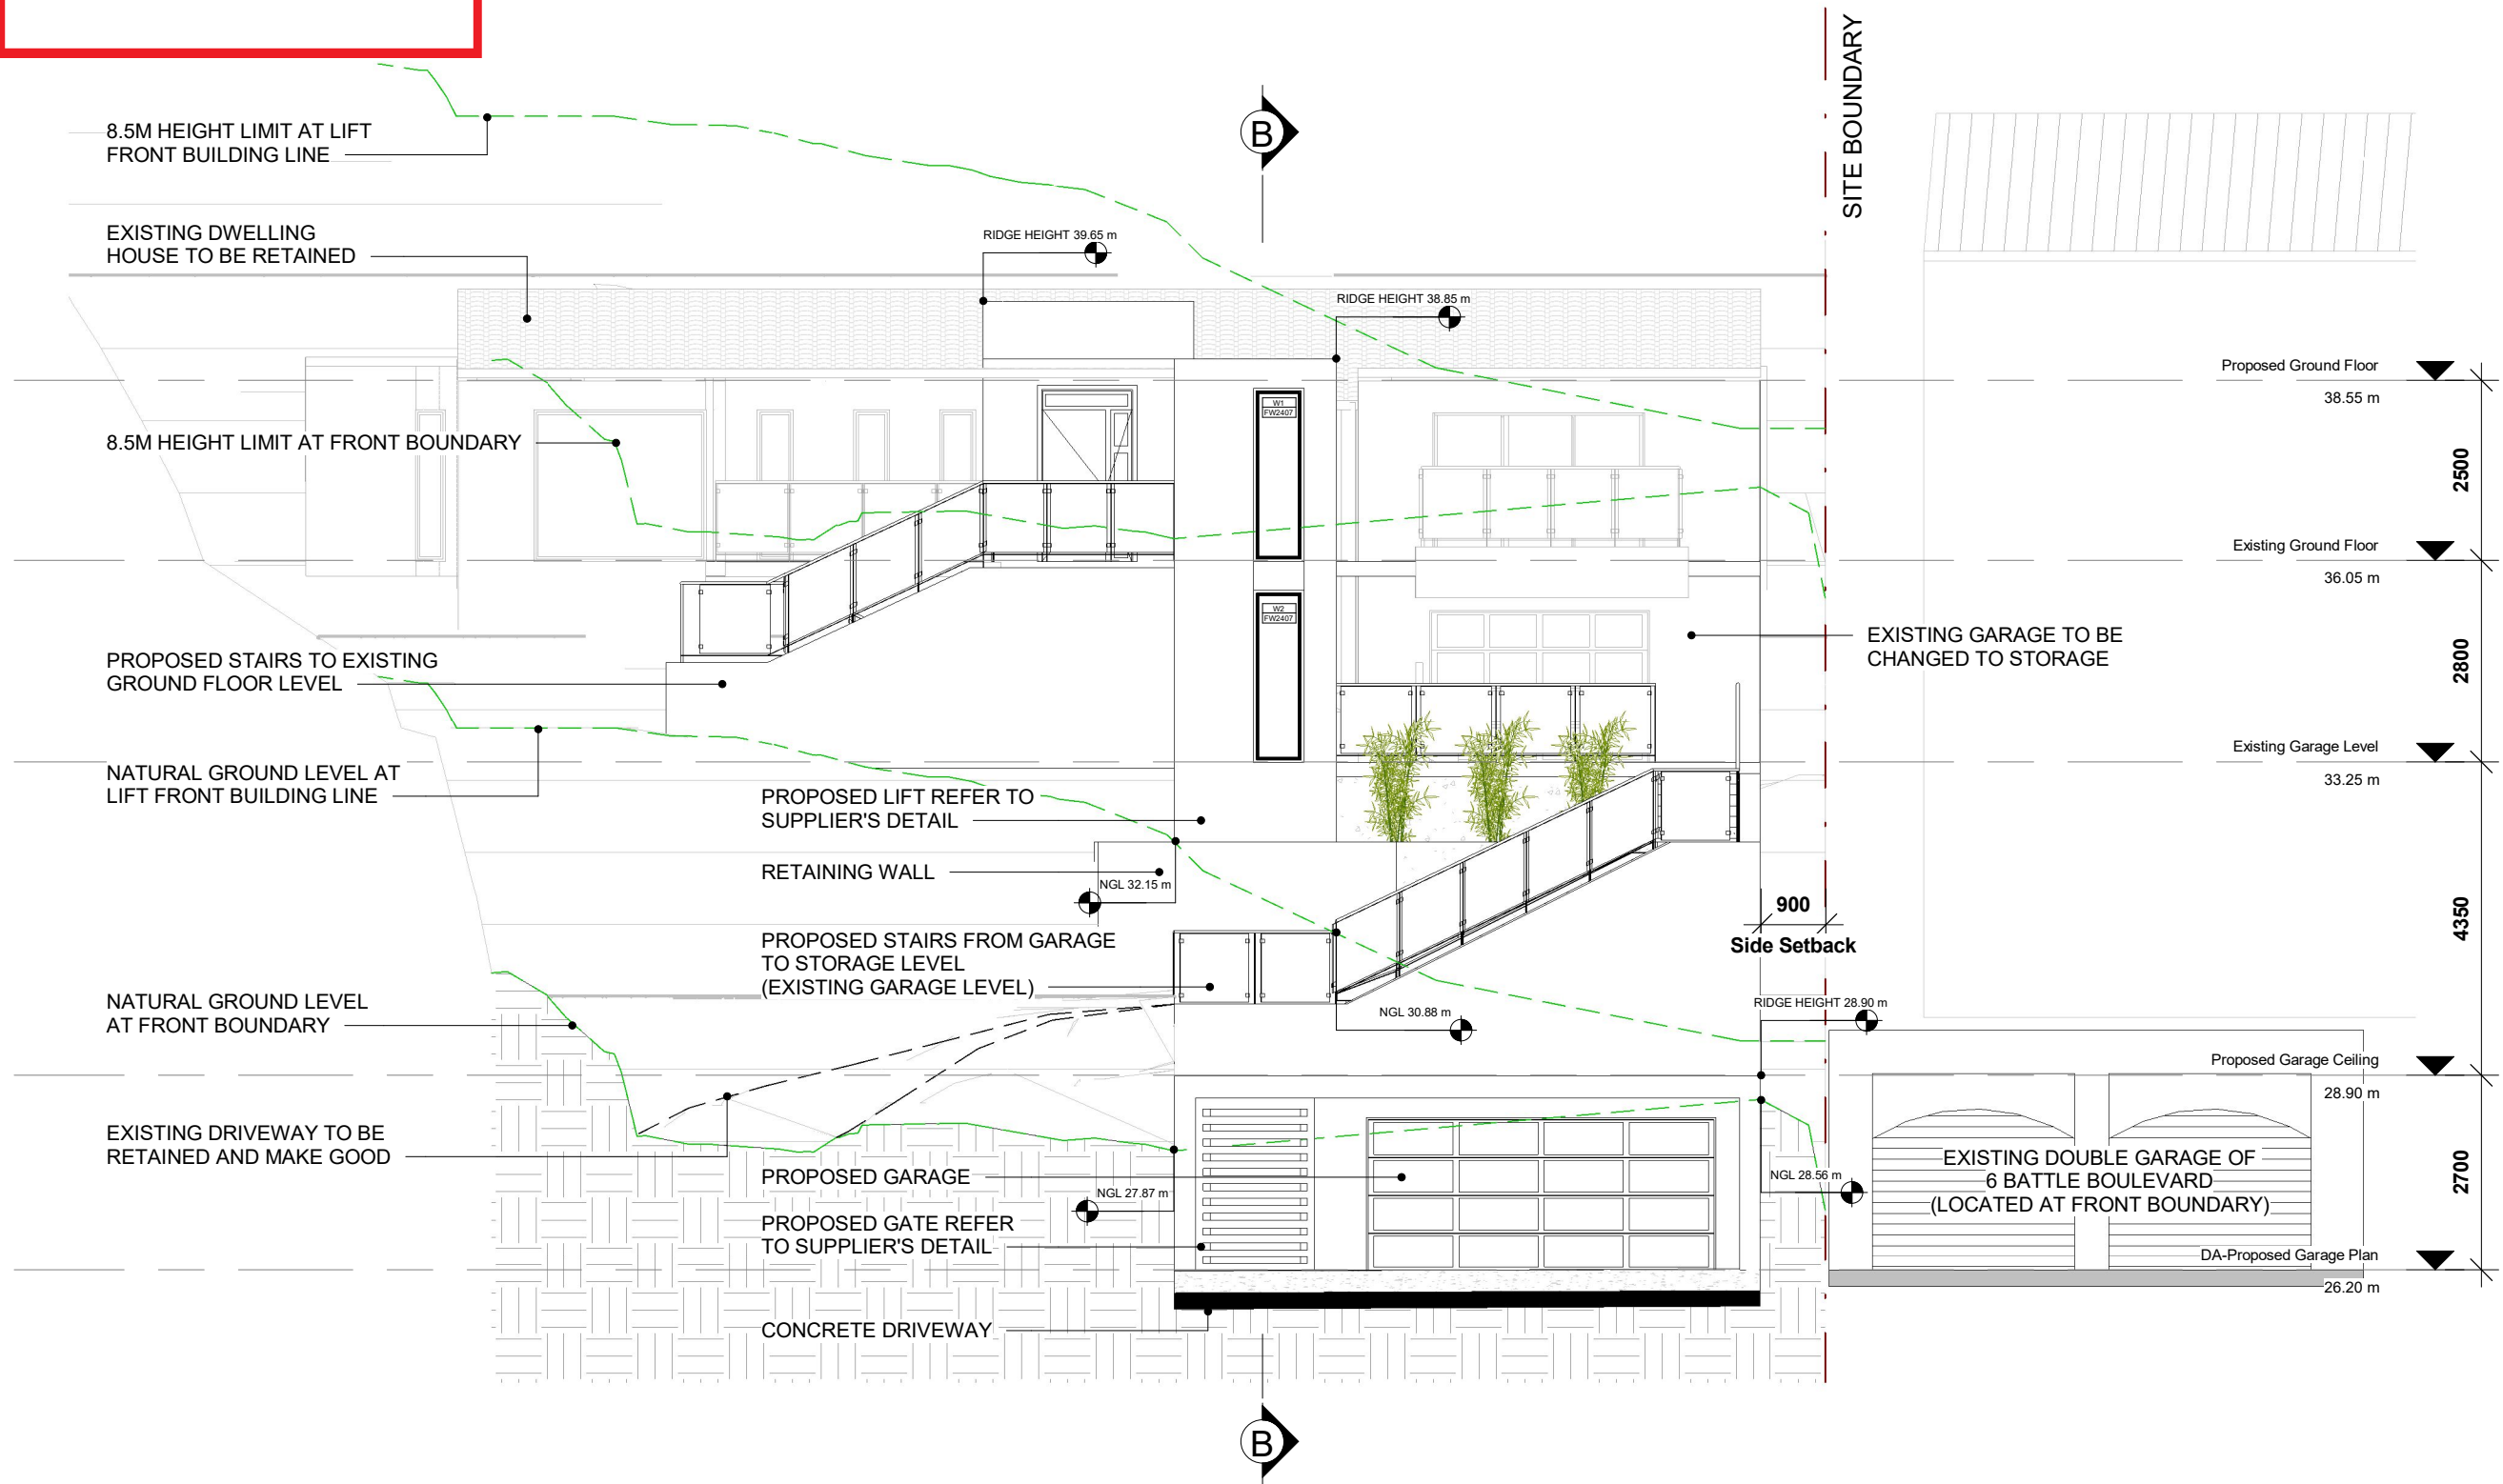 SITE BOUNDARY
8.5M HEIGHT LIMIT AT LIFT
FRONT BUILDING LINE
B
EXISTING DWELLING
HOUSE TO BE RETAINED
RIDGE HEIGHT 39.65 m
RIDGE HEIGHT 38.85 m
Proposed Ground Floor
38.55 m
W1
FW2407
8.5M HEIGHT LIMIT AT FRONT BOUNDARY
2500
Existing Ground Floor
36.05 m
W2
FW2407
EXISTING GARAGE TO BE
CHANGED TO STORAGE
PROPOSED STAIRS TO EXISTING
GROUND FLOOR LEVEL
2800
Existing Garage Level
33.25 m
NATURAL GROUND LEVEL AT
LIFT FRONT BUILDING LINE
PROPOSED LIFT REFER TO
SUPPLIER'S DETAIL
RETAINING WALL
NGL 32.15 m
900
Side Setback
4350
PROPOSED STAIRS FROM GARAGE
TO STORAGE LEVEL
(EXISTING GARAGE LEVEL)
NATURAL GROUND LEVEL
AT FRONT BOUNDARY
NGL 30.88 m
RIDGE HEIGHT 28.90 m
Proposed Garage Ceiling
28.90 m
EXISTING DRIVEWAY TO BE
RETAINED AND MAKE GOOD
EXISTING DOUBLE GARAGE OF
6 BATTLE BOULEVARD
(LOCATED AT FRONT BOUNDARY)
2700
PROPOSED GARAGE
NGL 27.87 m
NGL 28.56 m
PROPOSED GATE REFER
TO SUPPLIER'S DETAIL
DA-Proposed Garage Plan
26.20 m
CONCRETE DRIVEWAY
B